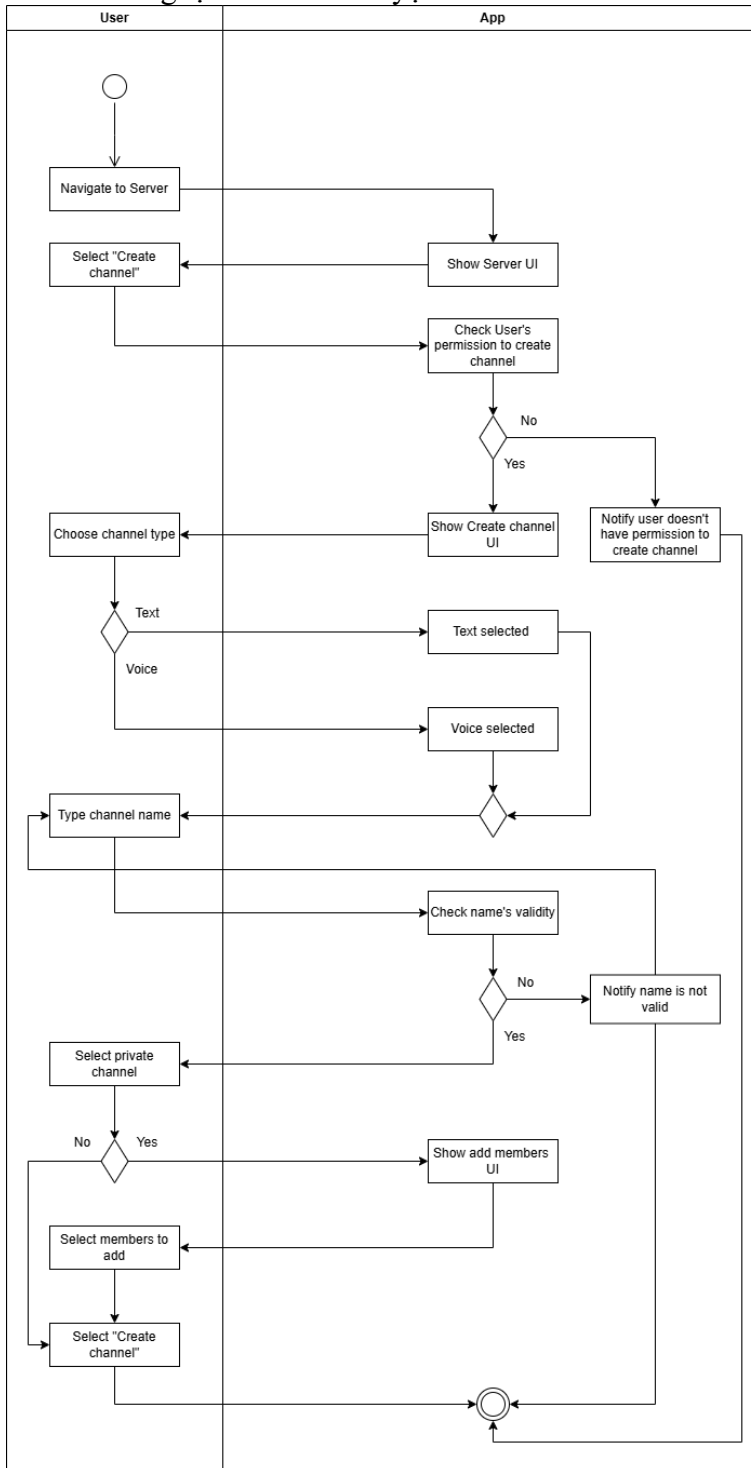 User
App
Navigate to Server
Select "Create
channel"
Show Server UI
Check User's
permission to create
channel
No
Yes
Choose channel type
Show Create channel
UI
Notify user doesn't
have permission to
create channel
Text
Text selected
Voice
Voice selected
Type channel name
Check name's validity
No
Notify name is not
valid
Yes
Select private
channel
No
Yes
Show add members
UI
Select members to
add
Select "Create
channel"